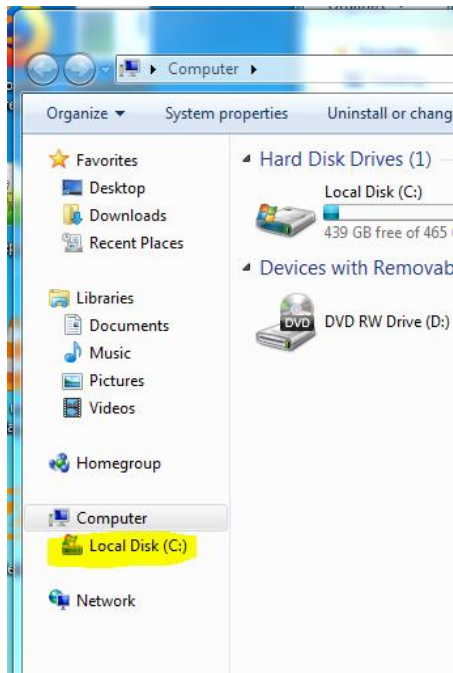 Computer
Organize
System properties
Uninstall or chang
Favorites
Desktop
Downloads
Recent Places
Libraries
Documents
Music
Pictures
Videos
Homegroup
Computer
Local Disk (C:)
Network
Hard Disk Drives (1)
Local Disk (C:)
439 GB free of 465
Devices with Removab
DVD
DVD RW Drive (D:)